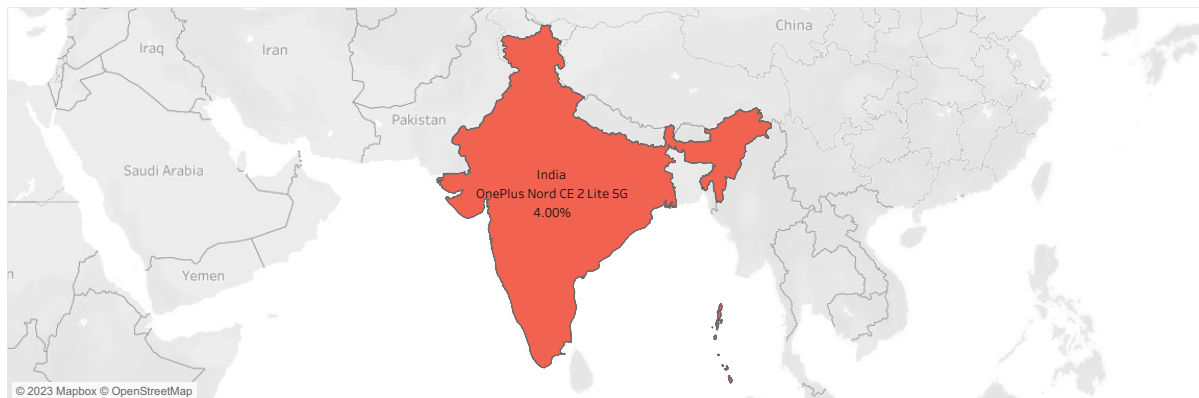 China
Iraq
Iran
Pakistan
Saudi Arabia
India
OnePlus Nord CE 2 Lite 5G
4.00%
Yemen
n
© 2023 Mapbox © OpenStreetMap